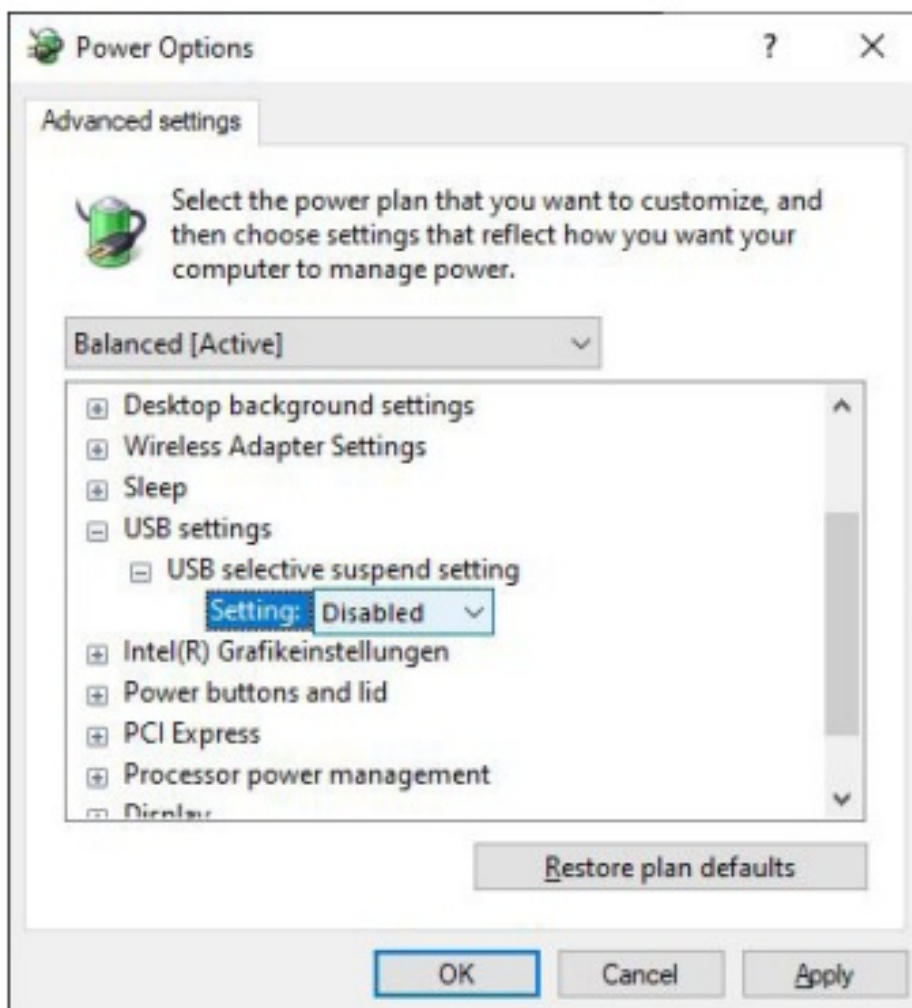 Power Options
?
Advanced settings
Select the power plan that you want to customize, and
then choose settings that reflect how you want your
computer to manage power.
Balanced [Active]
Desktop background settings
Wireless Adapter Settings
Sleep
USB settings
USB selective suspend setting
Setting: Disabled
Intel(R) Grafikeinstellungen
Power buttons and lid
PCI Express
Processor power management
Display
Restore plan defaults
OK Cancel Apply